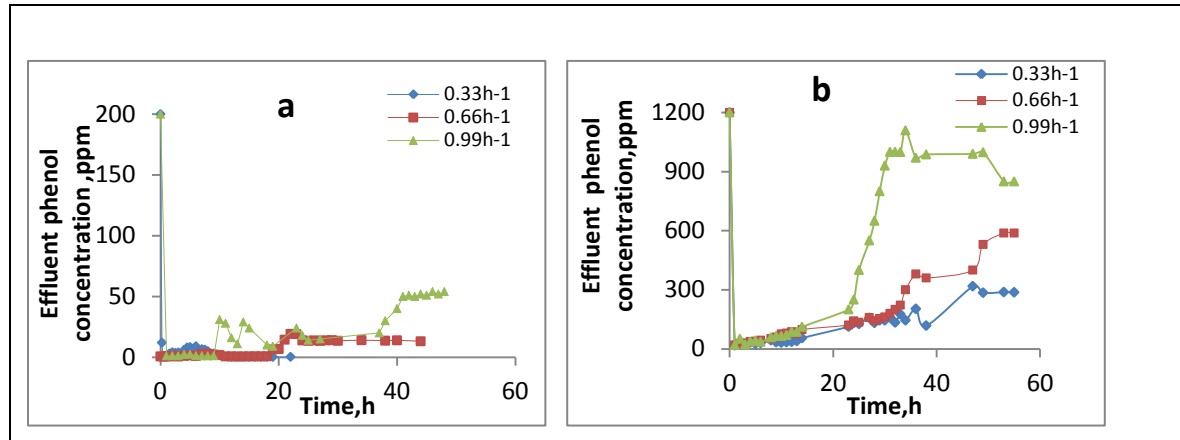 a
0.33h-1
0.66h-1
0.99h-1
Effluent phenol
concentration ,ppm
200
150
100
50
0
0
20
40
60
Time,h
b
0.33h-1
0.66h-1
0.99h-1
Effluent phenol
concentration,ppm
1200
900
600
300
0
0
20
40
60
Time,h